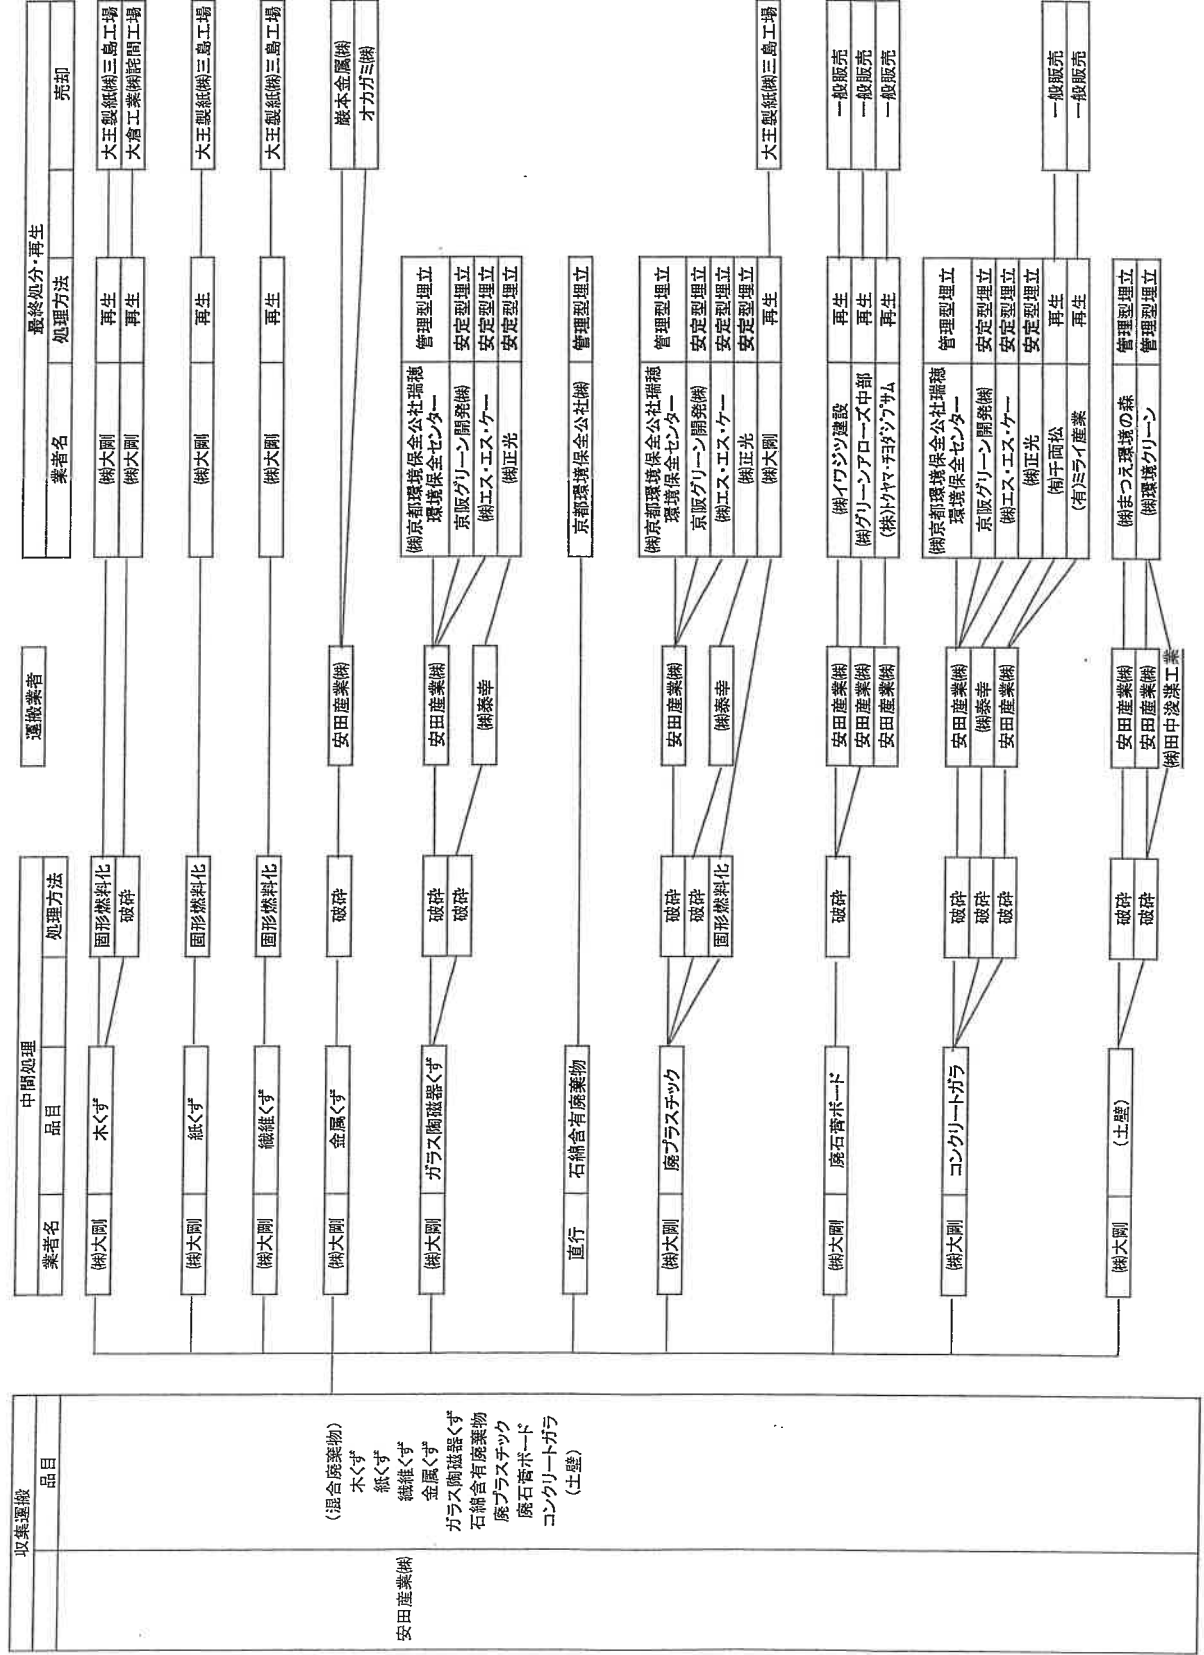 収集運搬
品目
安田産業㈱
(混合廃棄物)
木くず
紙くず
繊維くず
金属くず
ガラス陶磁器くず
石綿含有廃棄物
廃プラスチック
廃石膏ボード
コンクリートガラ
(土壁)
中間処理
業者名 品目 処理方法
運搬業者
最終処分・再生
業者名 処理方法 売却
㈱大剛 木くず 固形燃料化 ㈱大剛 再生 大王製紙㈱三島工場
破砕 ㈱大剛 再生 大倉工業㈱詫間工場
㈱大剛 紙くず 固形燃料化 ㈱大剛 再生 大王製紙㈱三島工場
㈱大剛 繊維くず 固形燃料化 ㈱大剛 再生 大王製紙㈱三島工場
㈱大剛 金属くず 破砕 安田産業㈱ 巌本金属㈱
オカガミ㈱
㈱大剛 ガラス陶磁器くず 破砕 安田産業㈱ ㈱京都環境保全公社瑞穂
環境保全センター 管理型埋立
破砕 ㈱泰幸 京阪グリーン開発㈱ 安定型埋立
㈱エス・エス・ケー 安定型埋立
㈱正光 安定型埋立
直行 石綿含有廃棄物 京都環境保全公社㈱ 管理型埋立
㈱大剛 廃プラスチック 破砕 安田産業㈱ ㈱京都環境保全公社瑞穂
環境保全センター 管理型埋立
破砕 ㈱泰幸 京阪グリーン開発㈱ 安定型埋立
固形燃料化 ㈱エス・エス・ケー 安定型埋立
㈱正光 安定型埋立
㈱大剛 再生 大王製紙㈱三島工場
㈱大剛 廃石膏ボード 破砕 安田産業㈱ ㈱イワジツ建設 再生 一般販売
安田産業㈱ ㈱グリーンアローズ中部 再生 一般販売
安田産業㈱ (株)トクヤマ・チヨダジプサム 再生 一般販売
㈱大剛 コンクリートガラ 破砕 安田産業㈱ ㈱京都環境保全公社瑞穂
環境保全センター 管理型埋立
破砕 ㈱泰幸 京阪グリーン開発㈱ 安定型埋立
破砕 安田産業㈱ ㈱エス・エス・ケー 安定型埋立
㈱正光 安定型埋立
㈲千両松 再生 一般販売
(有)ミライ産業 再生 一般販売
㈱大剛 (土壁) 破砕 安田産業㈱ ㈱まつえ環境の森 管理型埋立
破砕 安田産業㈱ ㈱環境クリーン 管理型埋立
㈱田中浚渫工業